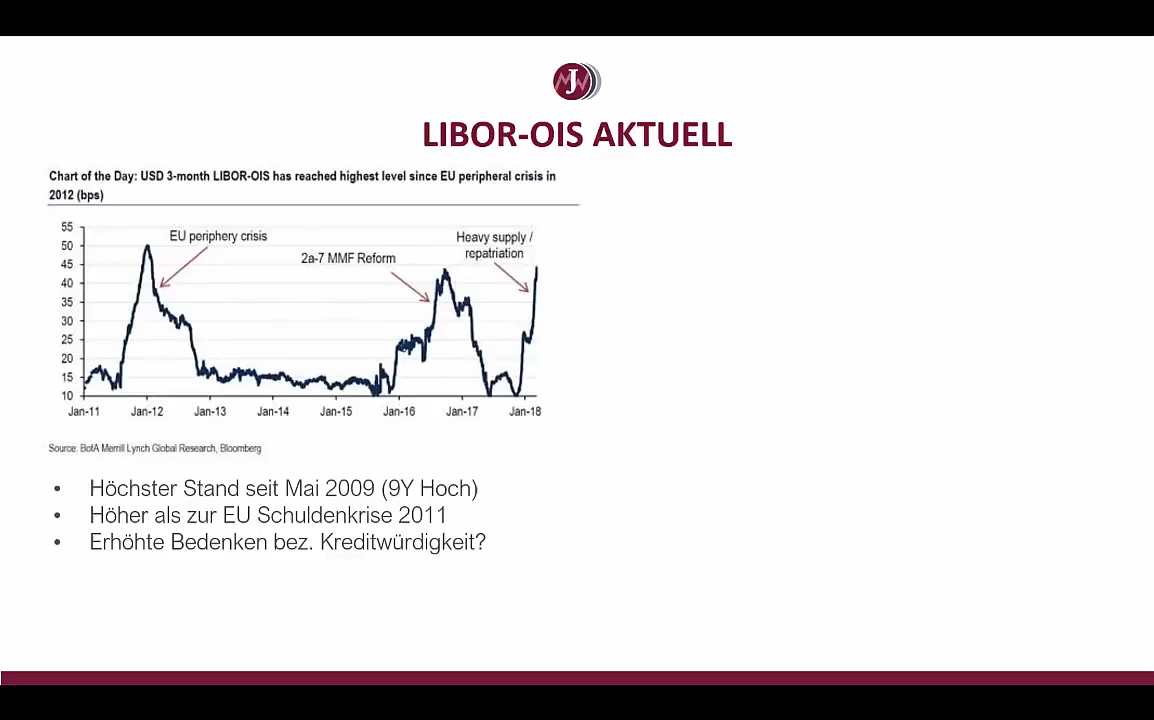 J
LIBOR-OIS AKTUELL
Chart of the Day: USD 3-month LIBOR-OIS has reached highest level since EU peripheral crisis in
2012 (bps)
55
50
45
40
35
30
25
20
15
10
EU periphery crisis
2a-7 MMF Reform
Heavy supply /
repatriation
Jan-11 Jan-12 Jan-13 Jan-14 Jan-15 Jan-16 Jan-17 Jan-18
Source: BofA Merrill Lynch Global Research, Bloomberg
• Höchster Stand seit Mai 2009 (9Y Hoch)
• Höher als zur EU Schuldenkrise 2011
• Erhöhte Bedenken bez. Kreditwürdigkeit?